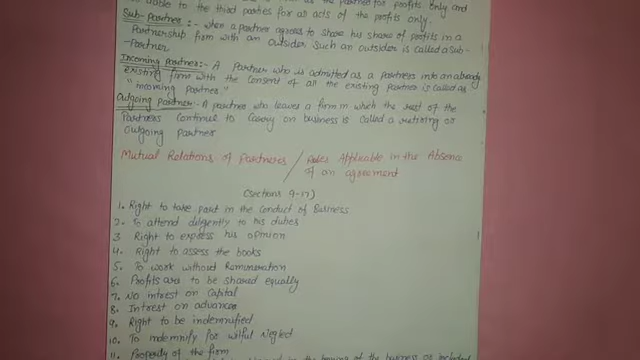 liable to the third parties for all acts of the profits only.
Sub-Partner:- when a partner agrees to share his share of profits in a
Partnership firm with an outsider such an outsider is called a sub-
-Partner
Incoming partner:- A Partner who is admitted as a partners into an already
existing firm with the consent of all the existing partner is called as
"incoming partner."
Outgoing Partner:- A partner who leaves a firm in which the rest of the
Partners continue to carry on business is called a retiring or
outgoing Partner
Mutual Relations of Partners / Rules Applicable in the Absence
of an agreement
(Sections 9-17)
1. Right to take part in the conduct of Business
2. To attend diligently to his duties
3 Right to express his opinion
4. Right to assess the books
5. To work without Remuneration
6. Profits are to be shared equally
7. No intrest on Capital
8. Intrest on advances
9. Right to be indemnified
10. To indemnify for wilful Neglect
11. Property of the firm